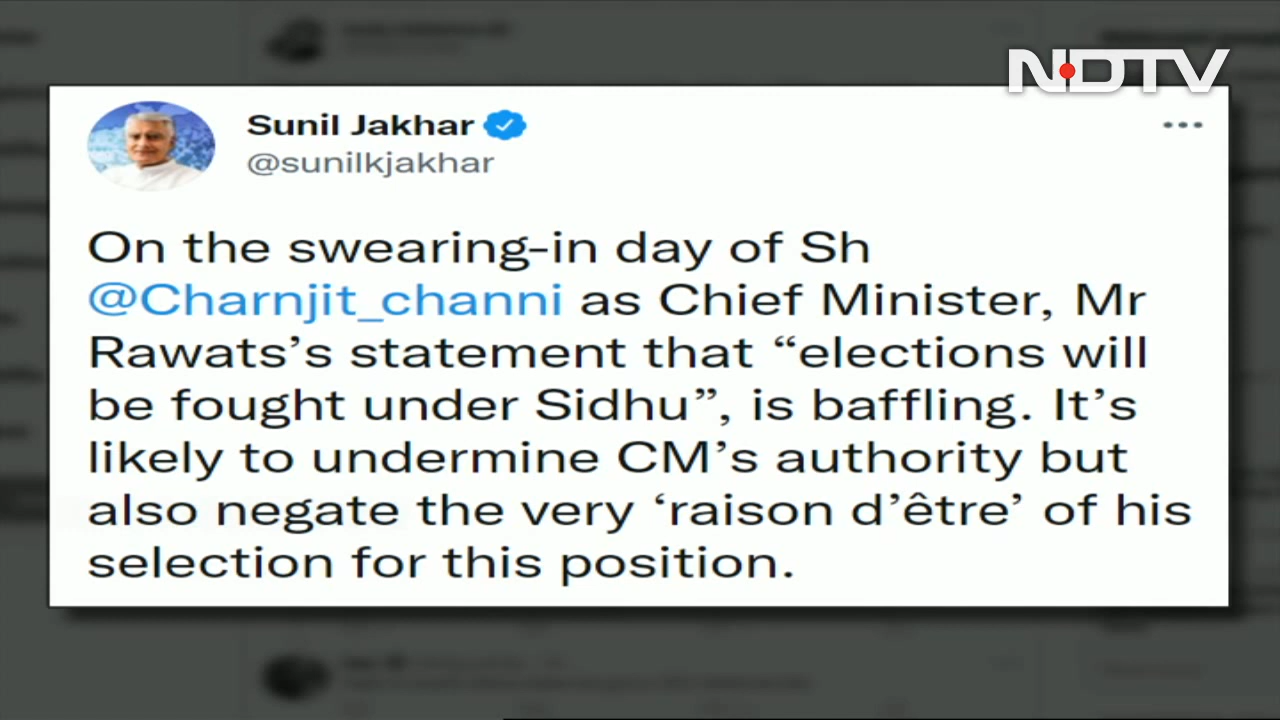 NDTV
Sunil Jakhar
@sunilkjakhar
On the swearing-in day of Sh
@Charnjit_channi as Chief Minister, Mr
Rawats’s statement that “elections will
be fought under Sidhu”, is baffling. It’s
likely to undermine CM’s authority but
also negate the very ‘raison d’être’ of his
selection for this position.